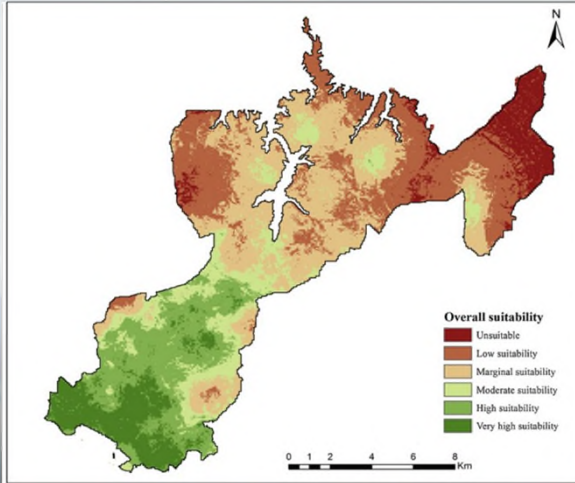 N
Overall suitability
Unsuitable
Low suitability
Marginal suitability
Moderate suitability
High suitability
Very high suitability
0 1 2 4 6 8
Km